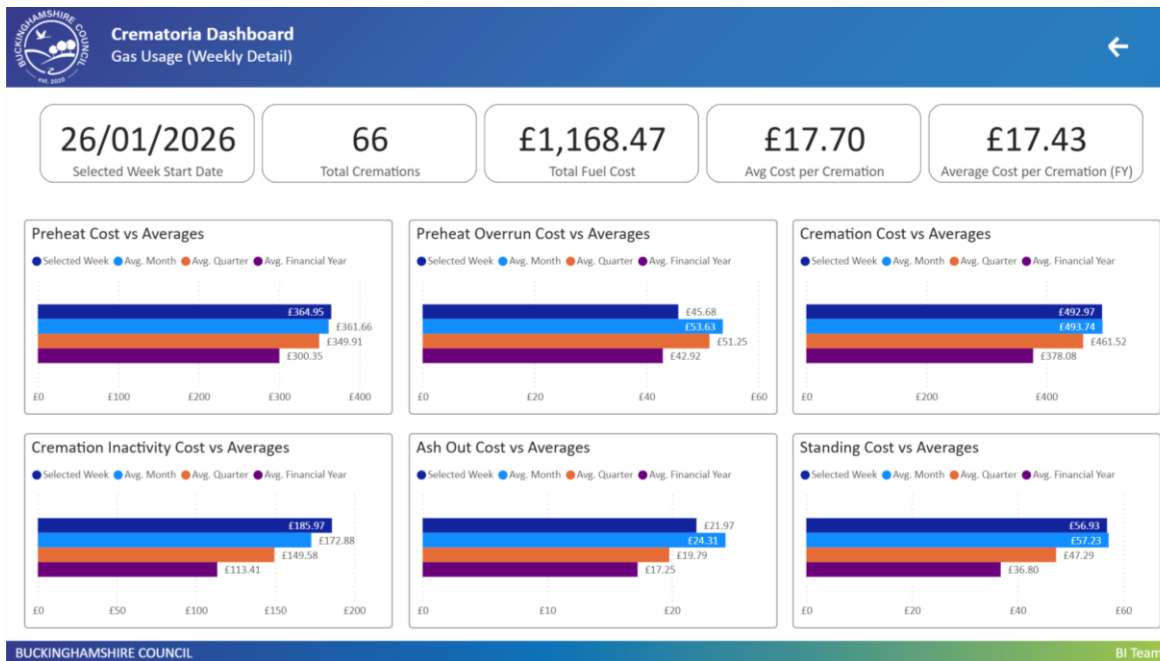 BUCKINGHAMSHIRE COUNCIL
est. 2020
Crematoria Dashboard
Gas Usage (Weekly Detail)
26/01/2026
Selected Week Start Date
66
Total Cremations
£1,168.47
Total Fuel Cost
£17.70
Avg Cost per Cremation
£17.43
Average Cost per Cremation (FY)
Preheat Cost vs Averages
Selected Week Avg. Month Avg. Quarter Avg. Financial Year
£364.95
£361.66
£349.91
£300.35
£0 £100 £200 £300 £400
Preheat Overrun Cost vs Averages
Selected Week Avg. Month Avg. Quarter Avg. Financial Year
£45.68
£53.63
£51.25
£42.92
£0 £20 £40 £60
Cremation Cost vs Averages
Selected Week Avg. Month Avg. Quarter Avg. Financial Year
£492.97
£493.74
£461.52
£378.08
£0 £200 £400
Cremation Inactivity Cost vs Averages
Selected Week Avg. Month Avg. Quarter Avg. Financial Year
£185.97
£172.88
£149.58
£113.41
£0 £50 £100 £150 £200
Ash Out Cost vs Averages
Selected Week Avg. Month Avg. Quarter Avg. Financial Year
£21.97
£24.31
£19.79
£17.25
£0 £10 £20
Standing Cost vs Averages
Selected Week Avg. Month Avg. Quarter Avg. Financial Year
£56.93
£57.23
£47.29
£36.80
£0 £20 £40 £60
BUCKINGHAMSHIRE COUNCIL
BI Team